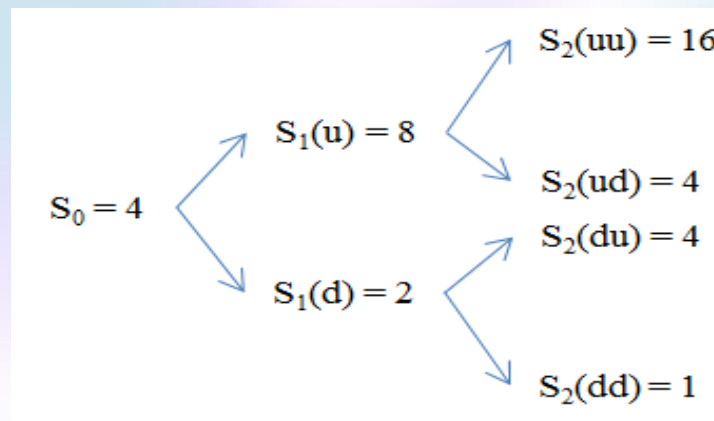 S₂(uu) = 16
S₁(u) = 8
S₂(ud) = 4
S₀ = 4
S₂(du) = 4
S₁(d) = 2
S₂(dd) = 1